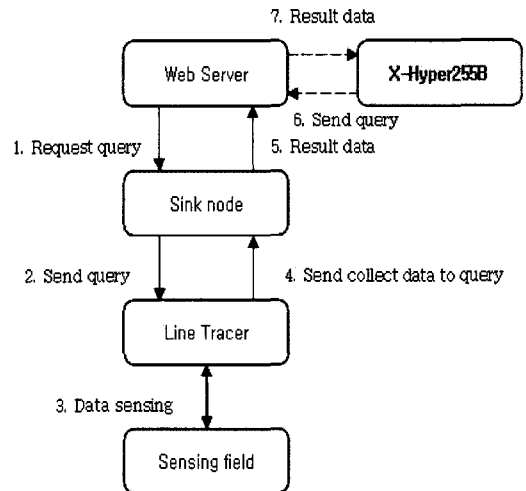 7. Result data
Web Server
X-Hyper255B
6. Send query
1. Request query
5. Result data
Sink node
2. Send query
4. Send collect data to query
Line Tracer
3. Data sensing
Sensing field